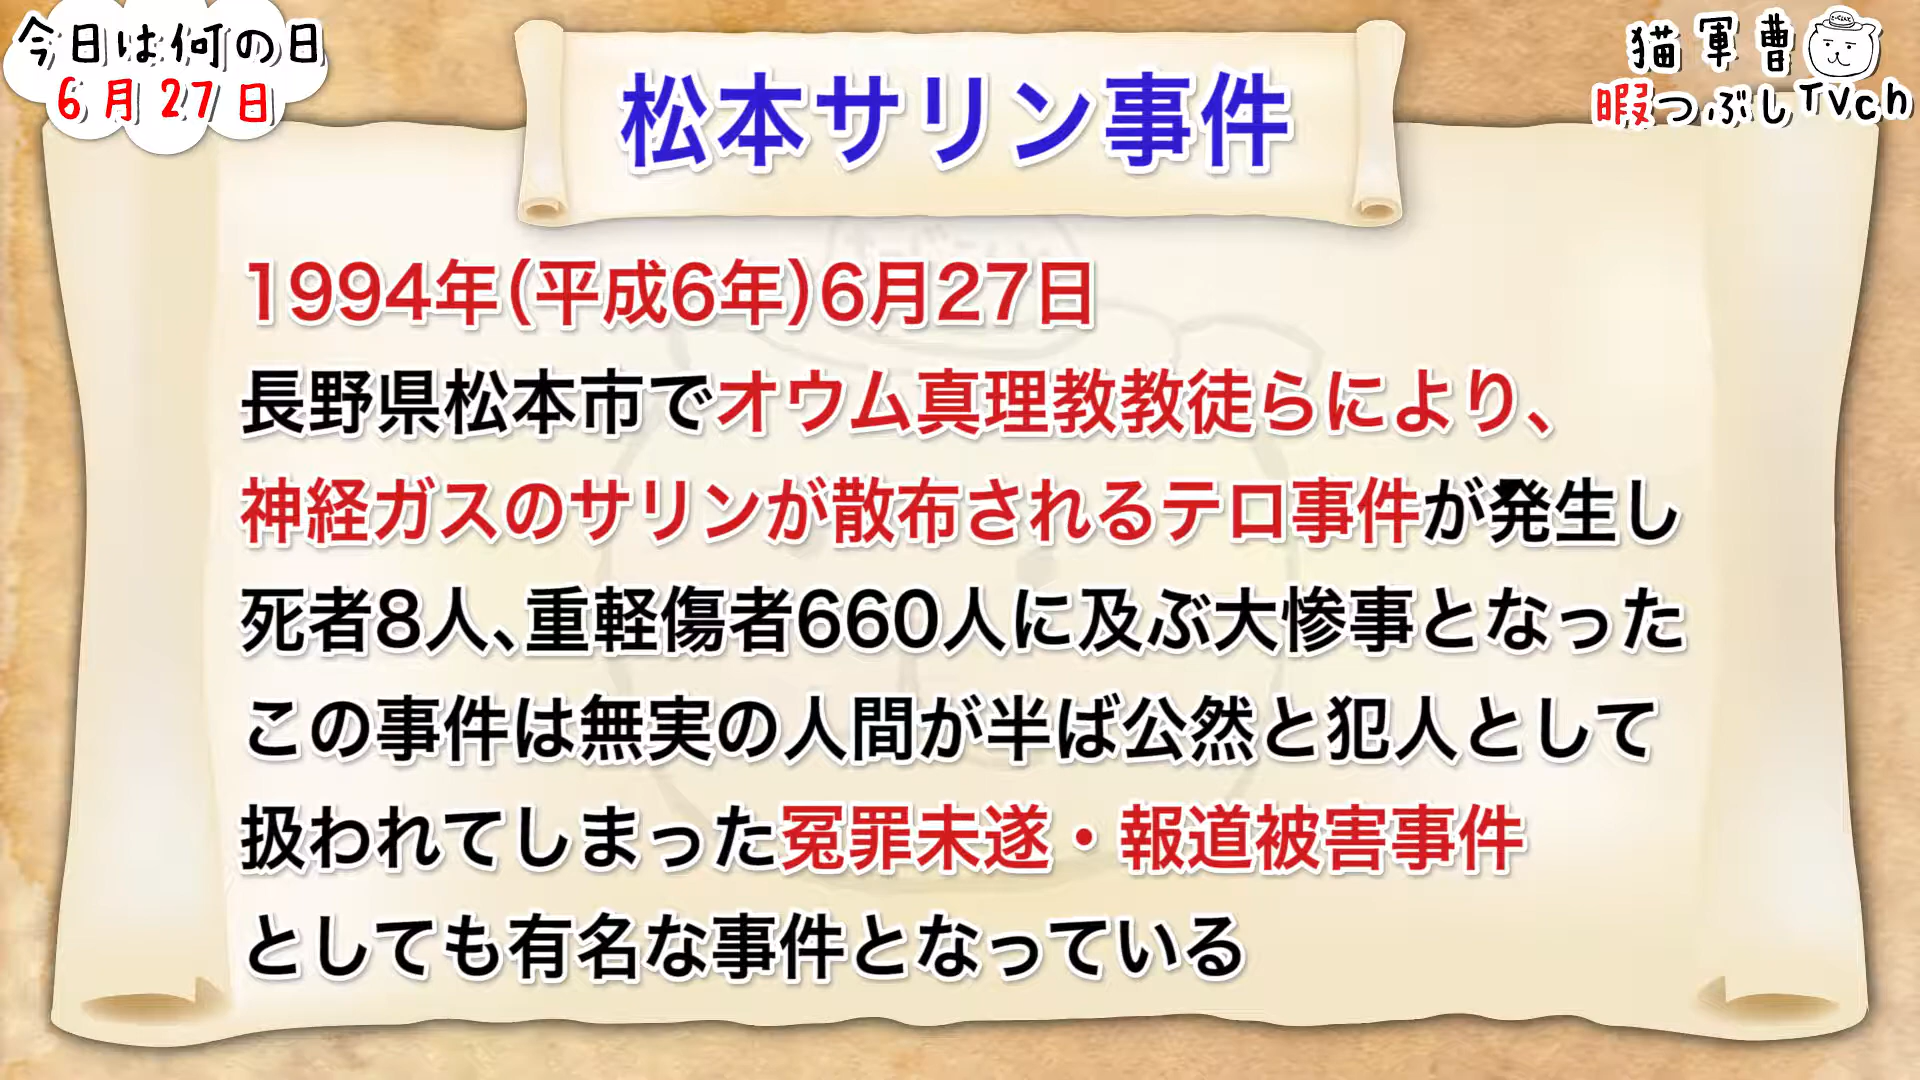 今日は何の日
6月27日
猫軍曹
暇つぶしTVch
松本サリン事件
1994年(平成6年)6月27日
長野県松本市でオウム真理教教徒らにより、
神経ガスのサリンが散布されるテロ事件が発生し
死者8人、重軽傷者660人に及ぶ大惨事となった
この事件は無実の人間が半ば公然と犯人として
扱われてしまった冤罪未遂・報道被害事件
としても有名な事件となっている